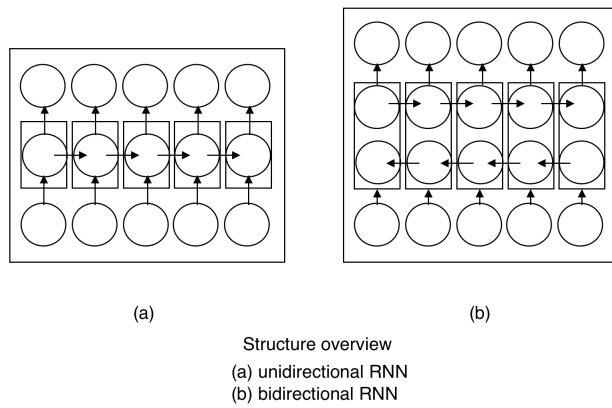 (a)
(b)
Structure overview
(a) unidirectional RNN
(b) bidirectional RNN